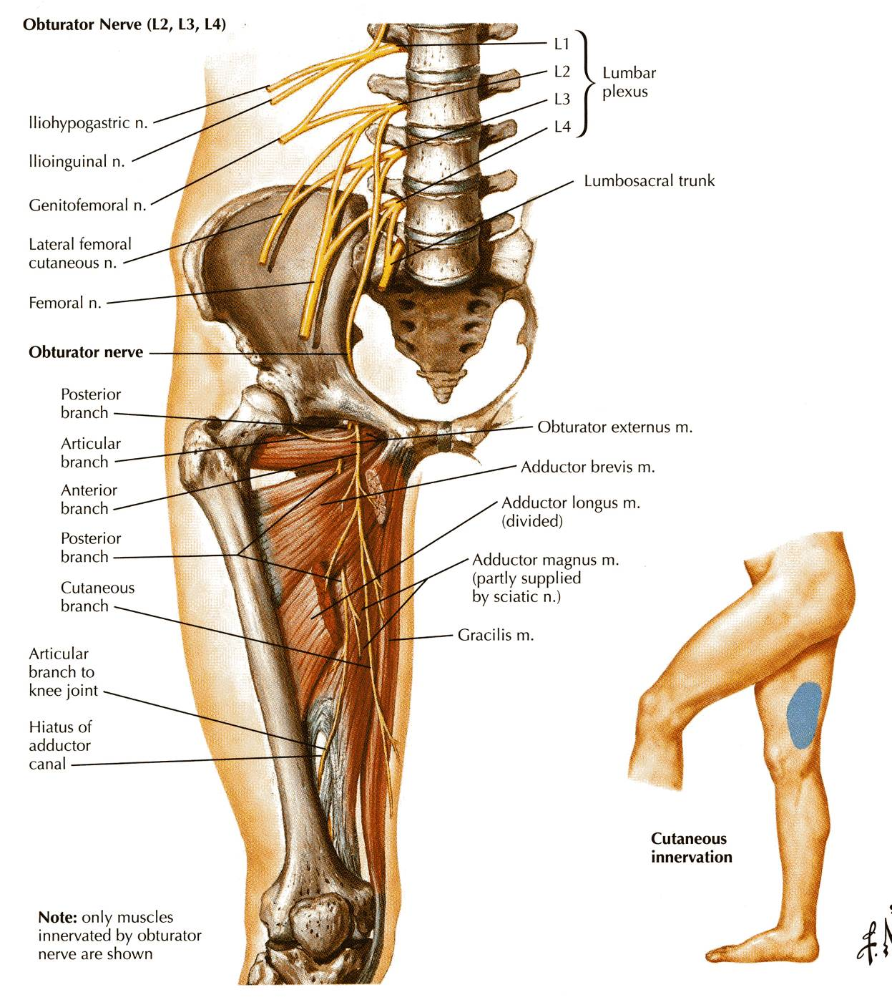 Obturator Nerve (L2, L3, L4)
L1
L2
L3
L4
Lumbar
plexus
Iliohypogastric n.
Ilioinguinal n.
Genitofemoral n.
Lumbosacral trunk
Lateral femoral
cutaneous n.
Femoral n.
Obturator nerve
Posterior
branch
Articular
branch
Anterior
branch
Posterior
branch
Cutaneous
branch
Articular
branch to
knee joint
Hiatus of
adductor
canal
Obturator externus m.
Adductor brevis m.
Adductor longus m.
(divided)
Adductor magnus m.
(partly supplied
by sciatic n.)
Gracilis m.
Cutaneous
innervation
Note: only muscles
innervated by obturator
nerve are shown